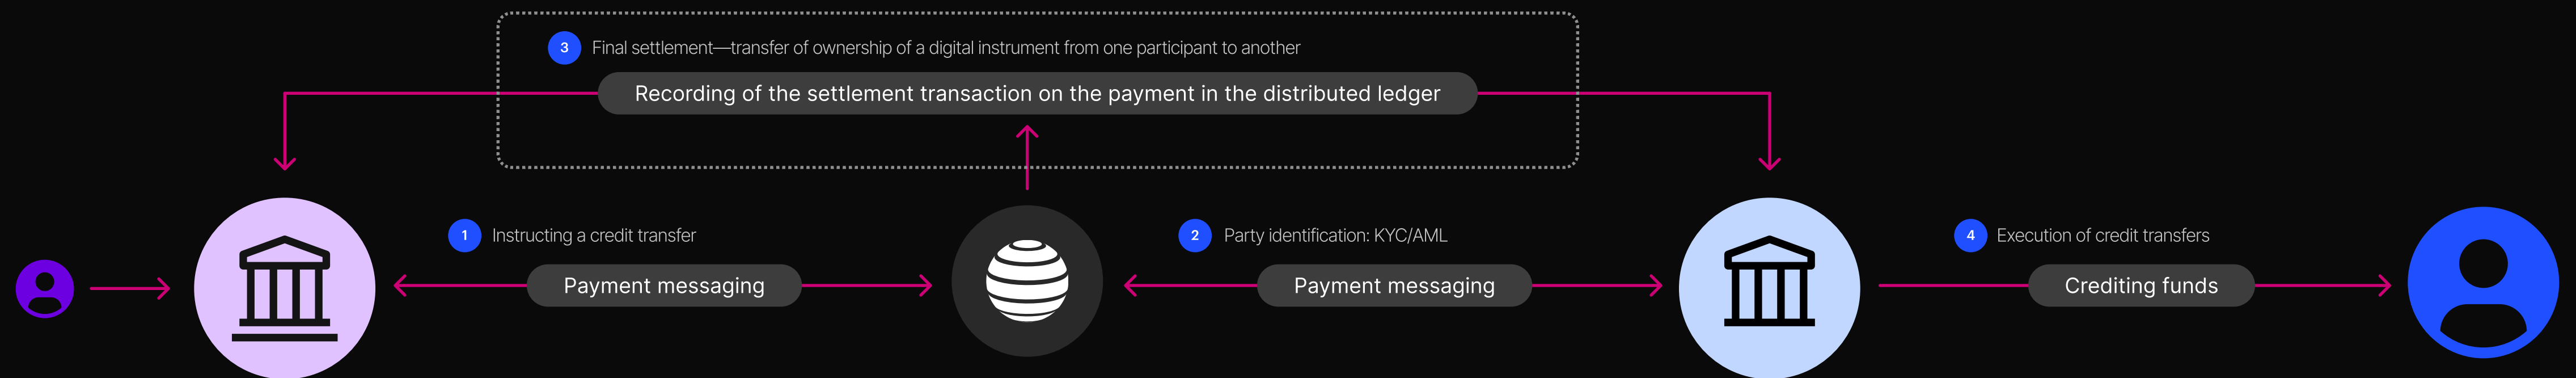 3 Final settlement—transfer of ownership of a digital instrument from one participant to another
Recording of the settlement transaction on the payment in the distributed ledger
1 Instructing a credit transfer
Payment messaging
2 Party identification: KYC/AML
Payment messaging
4 Execution of credit transfers
Crediting funds